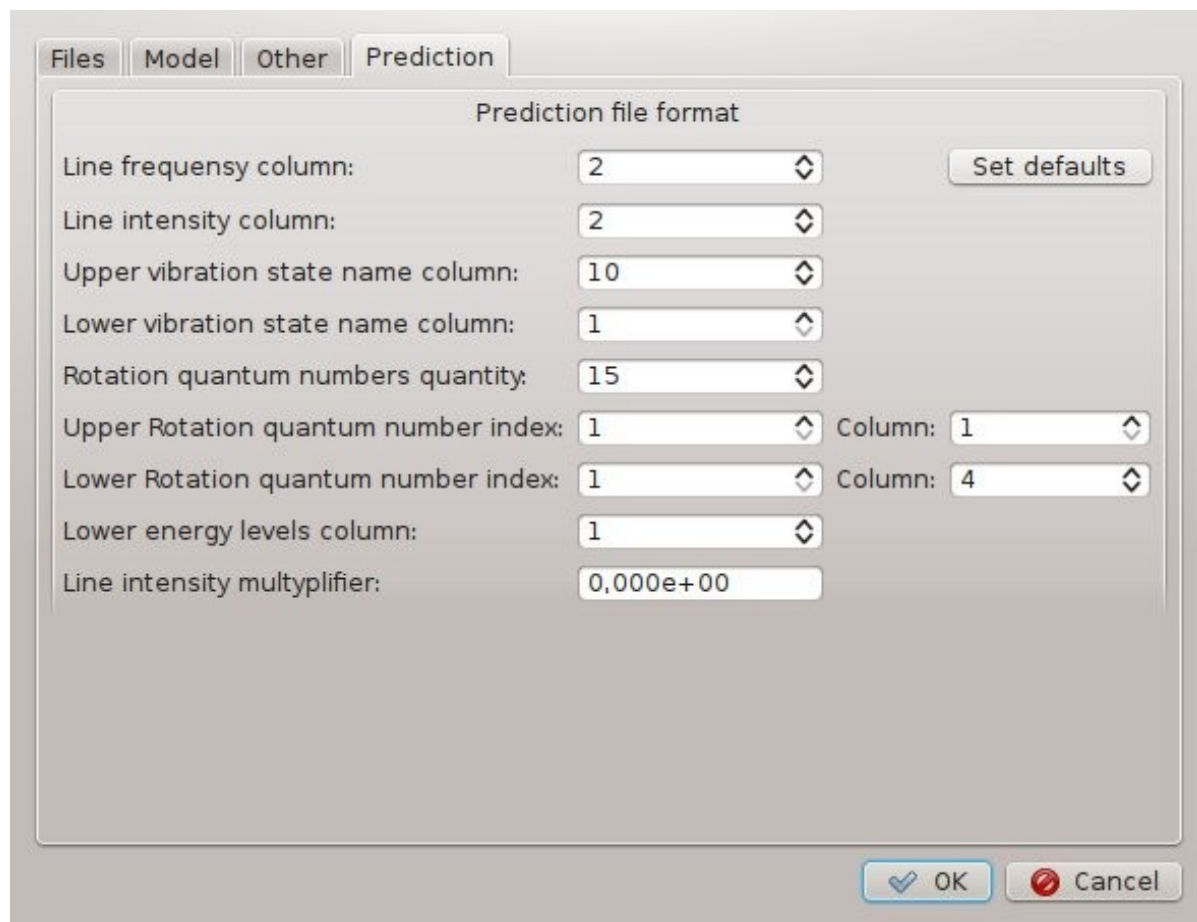 Files Model Other Prediction
Prediction file format
Line frequensy column: 2 Set defaults
Line intensity column: 2
Upper vibration state name column: 10
Lower vibration state name column: 1
Rotation quantum numbers quantity: 15
Upper Rotation quantum number index: 1 Column: 1
Lower Rotation quantum number index: 1 Column: 4
Lower energy levels column: 1
Line intensity multyplifier: 0,000e+00
OK Cancel